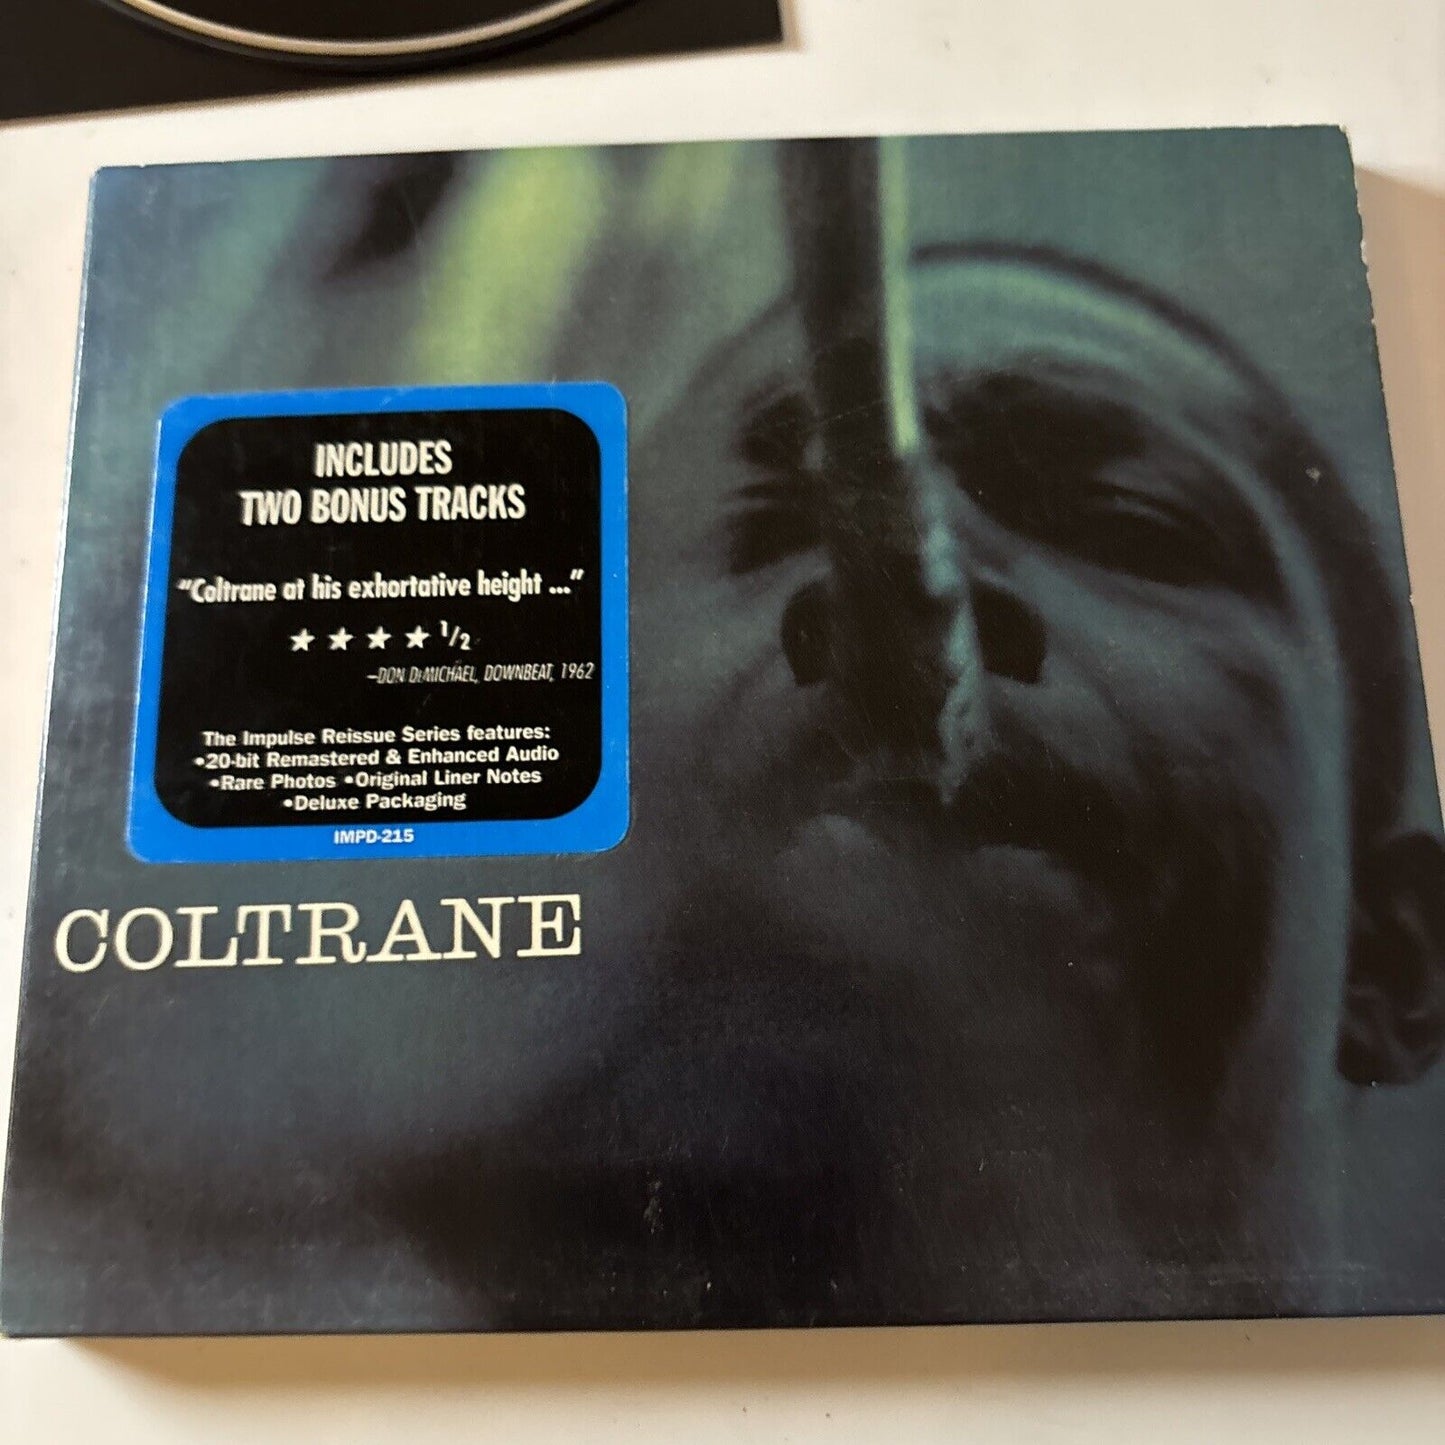 INCLUDES
TWO BONUS TRACKS
"Coltrane at his exhortative height ..."
★ ★ ★ ★ 1/2
—DON DeMICHAEL, DOWNBEAT, 1962
The Impulse Reissue Series features:
•20-bit Remastered & Enhanced Audio
•Rare Photos •Original Liner Notes
•Deluxe Packaging
IMPD-215
COLTRANE